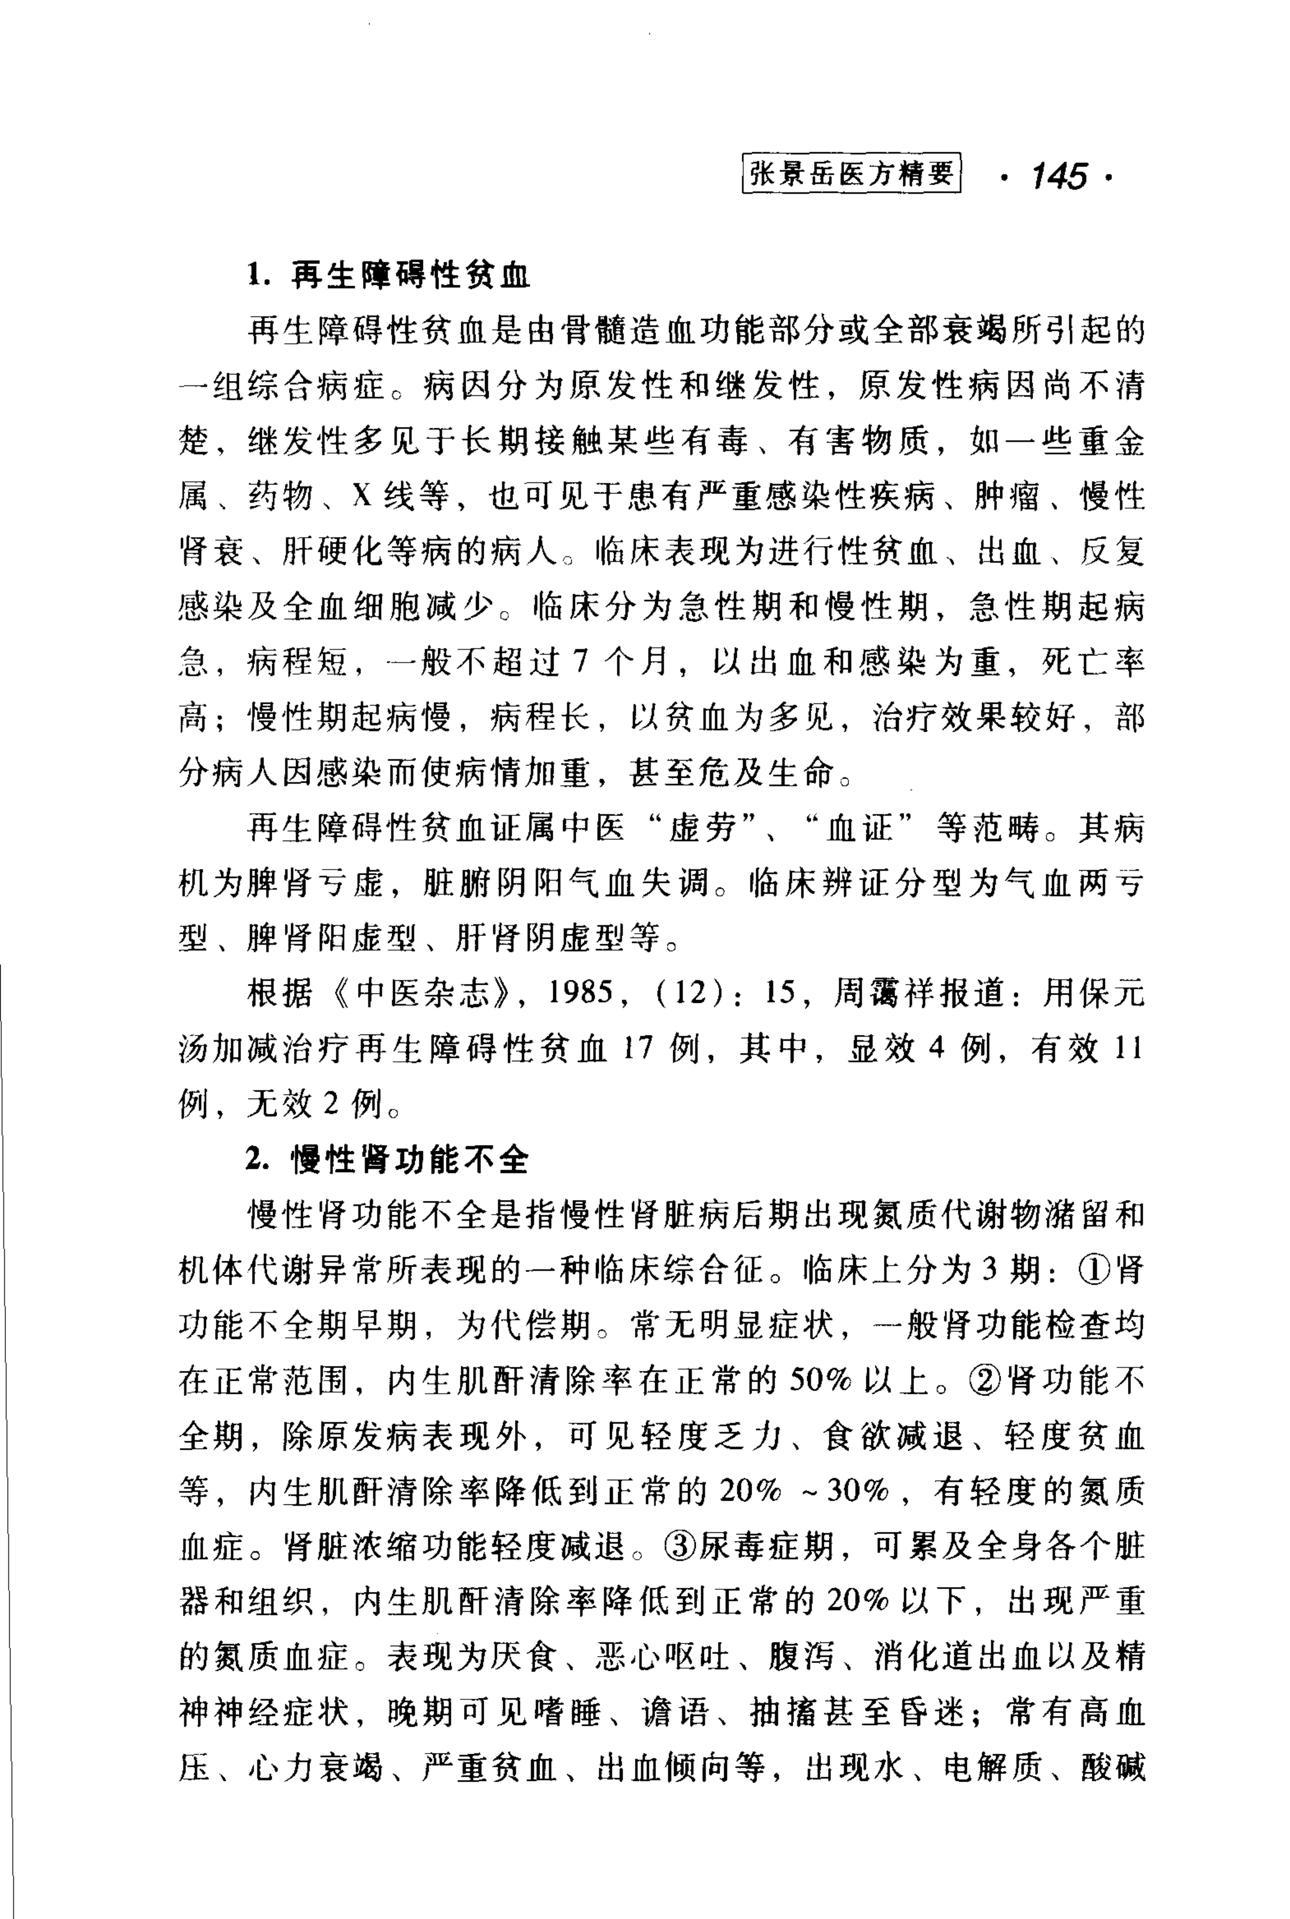 张景岳医方精要 · 145 ·
1. 再生障碍性贫血
再生障碍性贫血是由骨髓造血功能部分或全部衰竭所引起的
一组综合病症。病因分为原发性和继发性，原发性病因尚不清
楚，继发性多见于长期接触某些有毒、有害物质，如一些重金
属、药物、X 线等，也可见于患有严重感染性疾病、肿瘤、慢性
肾衰、肝硬化等病的病人。临床表现为进行性贫血、出血、反复
感染及全血细胞减少。临床分为急性期和慢性期，急性期起病
急，病程短，一般不超过 7 个月，以出血和感染为重，死亡率
高；慢性期起病慢，病程长，以贫血为多见，治疗效果较好，部
分病人因感染而使病情加重，甚至危及生命。
再生障碍性贫血证属中医“虚劳”、“血证”等范畴。其病
机为脾肾亏虚，脏腑阴阳气血失调。临床辨证分型为气血两亏
型、脾肾阳虚型、肝肾阴虚型等。
根据《中医杂志》，1985，(12)：15，周霭祥报道：用保元
汤加减治疗再生障碍性贫血 17 例，其中，显效 4 例，有效 11
例，无效 2 例。
2. 慢性肾功能不全
慢性肾功能不全是指慢性肾脏病后期出现氮质代谢物潴留和
机体代谢异常所表现的一种临床综合征。临床上分为 3 期：①肾
功能不全期早期，为代偿期。常无明显症状，一般肾功能检查均
在正常范围，内生肌酐清除率在正常的 50% 以上。②肾功能不
全期，除原发病表现外，可见轻度乏力、食欲减退、轻度贫血
等，内生肌酐清除率降低到正常的 20% ~ 30%，有轻度的氮质
血症。肾脏浓缩功能轻度减退。③尿毒症期，可累及全身各个脏
器和组织，内生肌酐清除率降低到正常的 20% 以下，出现严重
的氮质血症。表现为厌食、恶心呕吐、腹泻、消化道出血以及精
神神经症状，晚期可见嗜睡、谵语、抽搐甚至昏迷；常有高血
压、心力衰竭、严重贫血、出血倾向等，出现水、电解质、酸碱